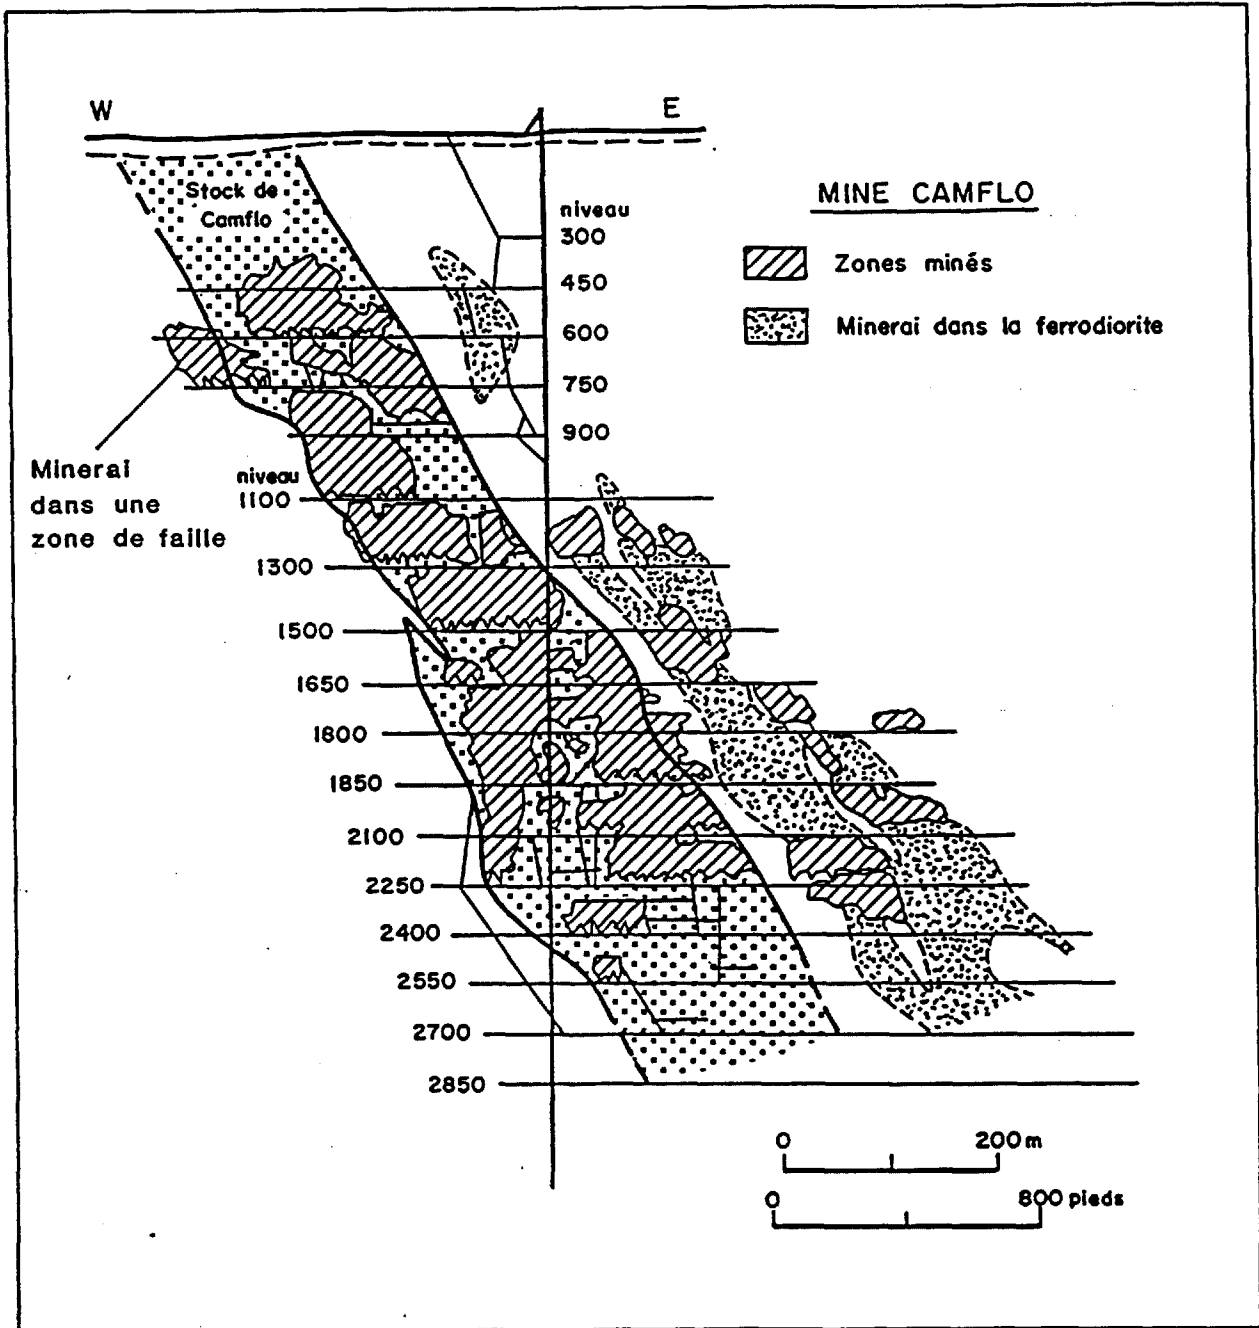 W
E
Stock de
Camflo
MINE CAMFLO
Zones minés
Minerai dans la ferrodiorite
niveau
300
450
600
750
900
Minerai
dans une
zone de faille
niveau
1100
1300
1500
1650
1800
1850
2100
2250
2400
2550
2700
2850
0 200 m
0 800 pieds